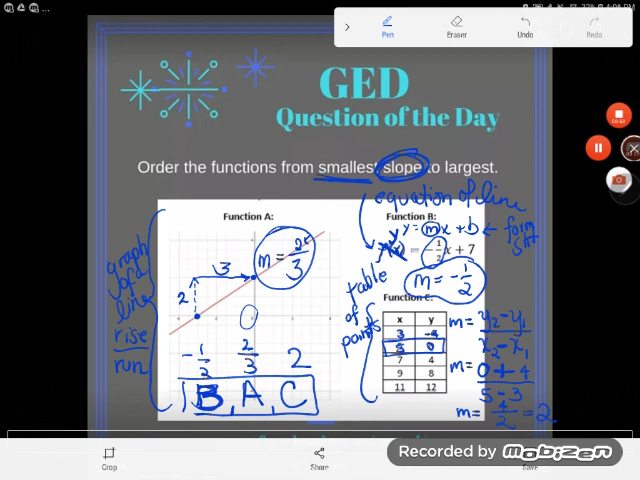 Pen
Eraser
Undo
Redo
GED
Question of the Day
Order the functions from smallest slope to largest.
equation of line
Function A:
Function B:
y = mx + b ← form
m = 2/3
= -1/2x + 7
m = -1/2
graph
of a
line
rise
run
3
2
table
of
points
Function C:
x y
3 -4
5 0
7 4
9 8
11 12
m = y2-y1
x2-x1
m = 0+4
5-3
m = 4/2 = 2
0
-1/2 2/3 2
B, A, C
Recorded by
Mobizen
Crop
Share
Save